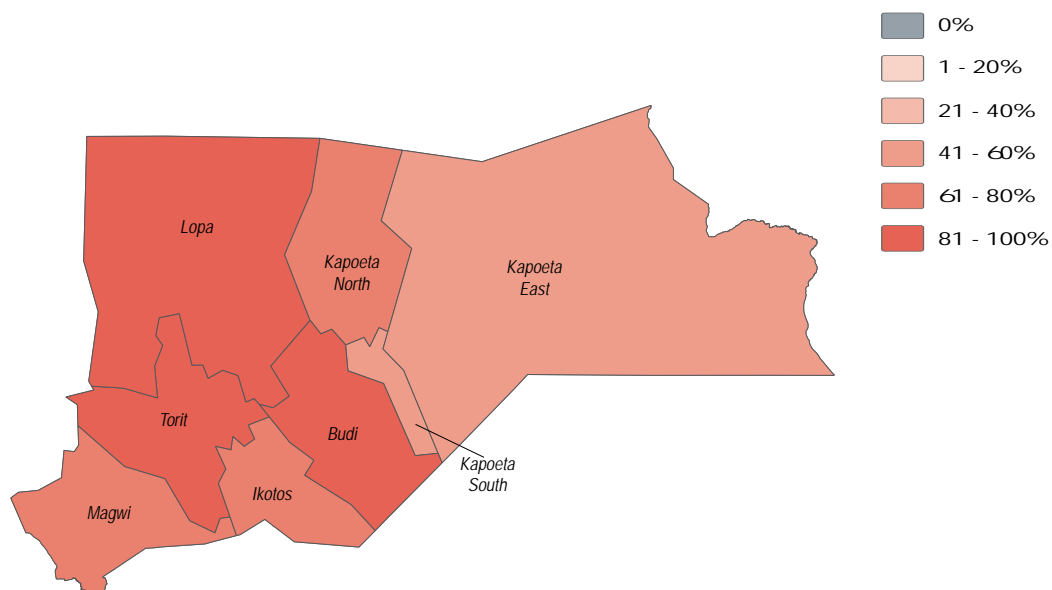 0%
1 - 20%
21 - 40%
41 - 60%
61 - 80%
81 - 100%
Lopa
Kapoeta
North
Kapoeta
East
Torit
Budi
Kapoeta
South
Ikotos
Magwi